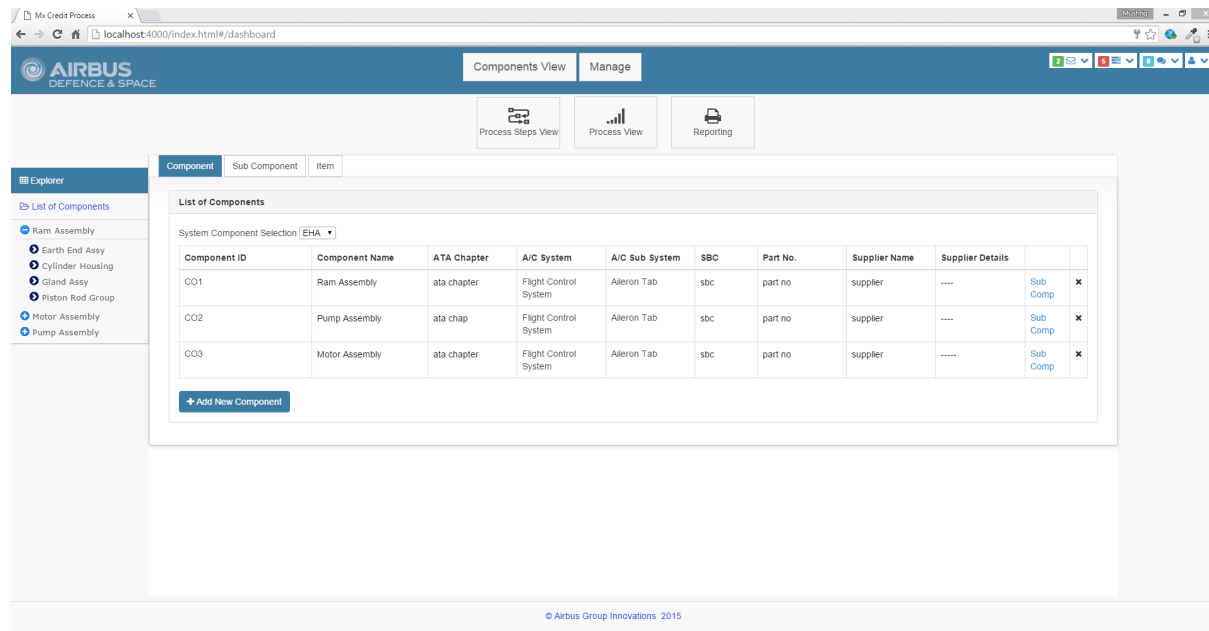 Mx Credit Process
Mushfiq
localhost:4000/index.html#/dashboard
AIRBUS
DEFENCE & SPACE
Components View
Manage
2
5
Process Steps View
Process View
Reporting
Component
Sub Component
Item
Explorer
List of Components
Ram Assembly
Earth End Assy
Cylinder Housing
Gland Assy
Piston Rod Group
Motor Assembly
Pump Assembly
List of Components
System Component Selection EHA
Component ID Component Name ATA Chapter A/C System A/C Sub System SBC Part No. Supplier Name Supplier Details
CO1 Ram Assembly ata chapter Flight Control Aileron Tab sbc part no supplier ---- Sub
System Comp
CO2 Pump Assembly ata chap Flight Control Aileron Tab sbc part no supplier ---- Sub
System Comp
CO3 Motor Assembly ata chapter Flight Control Aileron Tab sbc part no supplier ----- Sub
System Comp
Add New Component
© Airbus Group Innovations 2015